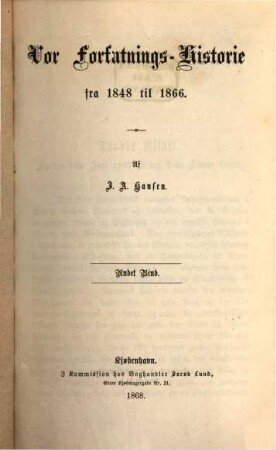 Vor Forfatnings-Historie
fra 1848 til 1866.
Af
J. A. Hansen.
Andet Bind.
Kjøbenhavn.
I Kommission hos Boghandler Jacob Lund,
Store Kjøbmagergade Nr. 21.
1868.